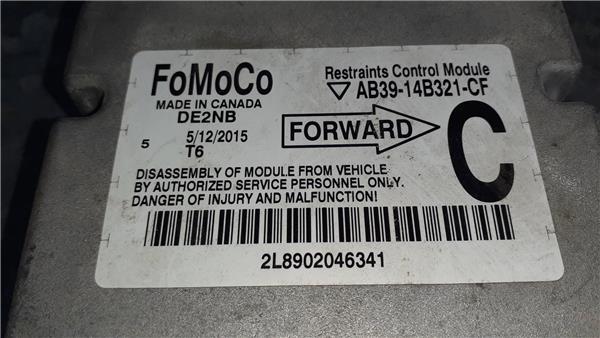 FoMoCo
MADE IN CANADA
DE2NB
Restraints Control Module
AB39-14B321-CF
5 5/12/2015
T6
FORWARD
C
DISASSEMBLY OF MODULE FROM VEHICLE
BY AUTHORIZED SERVICE PERSONNEL ONLY.
DANGER OF INJURY AND MALFUNCTION!
2L8902046341